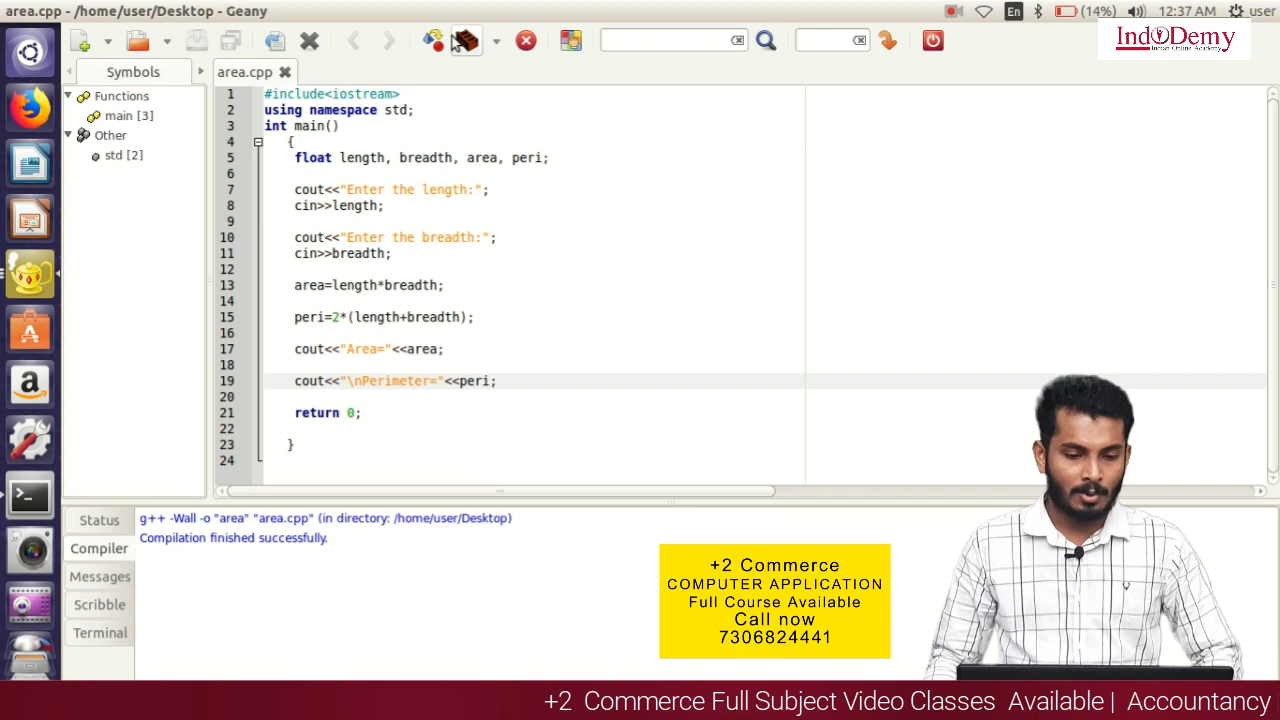 area.cpp - /home/user/Desktop - Geany
En
(14%)
12:37 AM
user
INDODEMY
Indian Online Academy
Symbols
area.cpp
Functions
main [3]
Other
std [2]
1 #include<iostream>
2 using namespace std;
3 int main()
4 {
5 float length, breadth, area, peri;
6
7 cout<<"Enter the length:";
8 cin>>length;
9
10 cout<<"Enter the breadth:";
11 cin>>breadth;
12
13 area=length*breadth;
14
15 peri=2*(length+breadth);
16
17 cout<<"Area="<<area;
18
19 cout<<"\nPerimeter="<<peri;
20
21 return 0;
22
23 }
24
Status
Compiler
Messages
Scribble
Terminal
g++ -Wall -o "area" "area.cpp" (in directory: /home/user/Desktop)
Compilation finished successfully.
+2 Commerce
COMPUTER APPLICATION
Full Course Available
Call now
7306824441
+2 Commerce Full Subject Video Classes Available | Accountancy